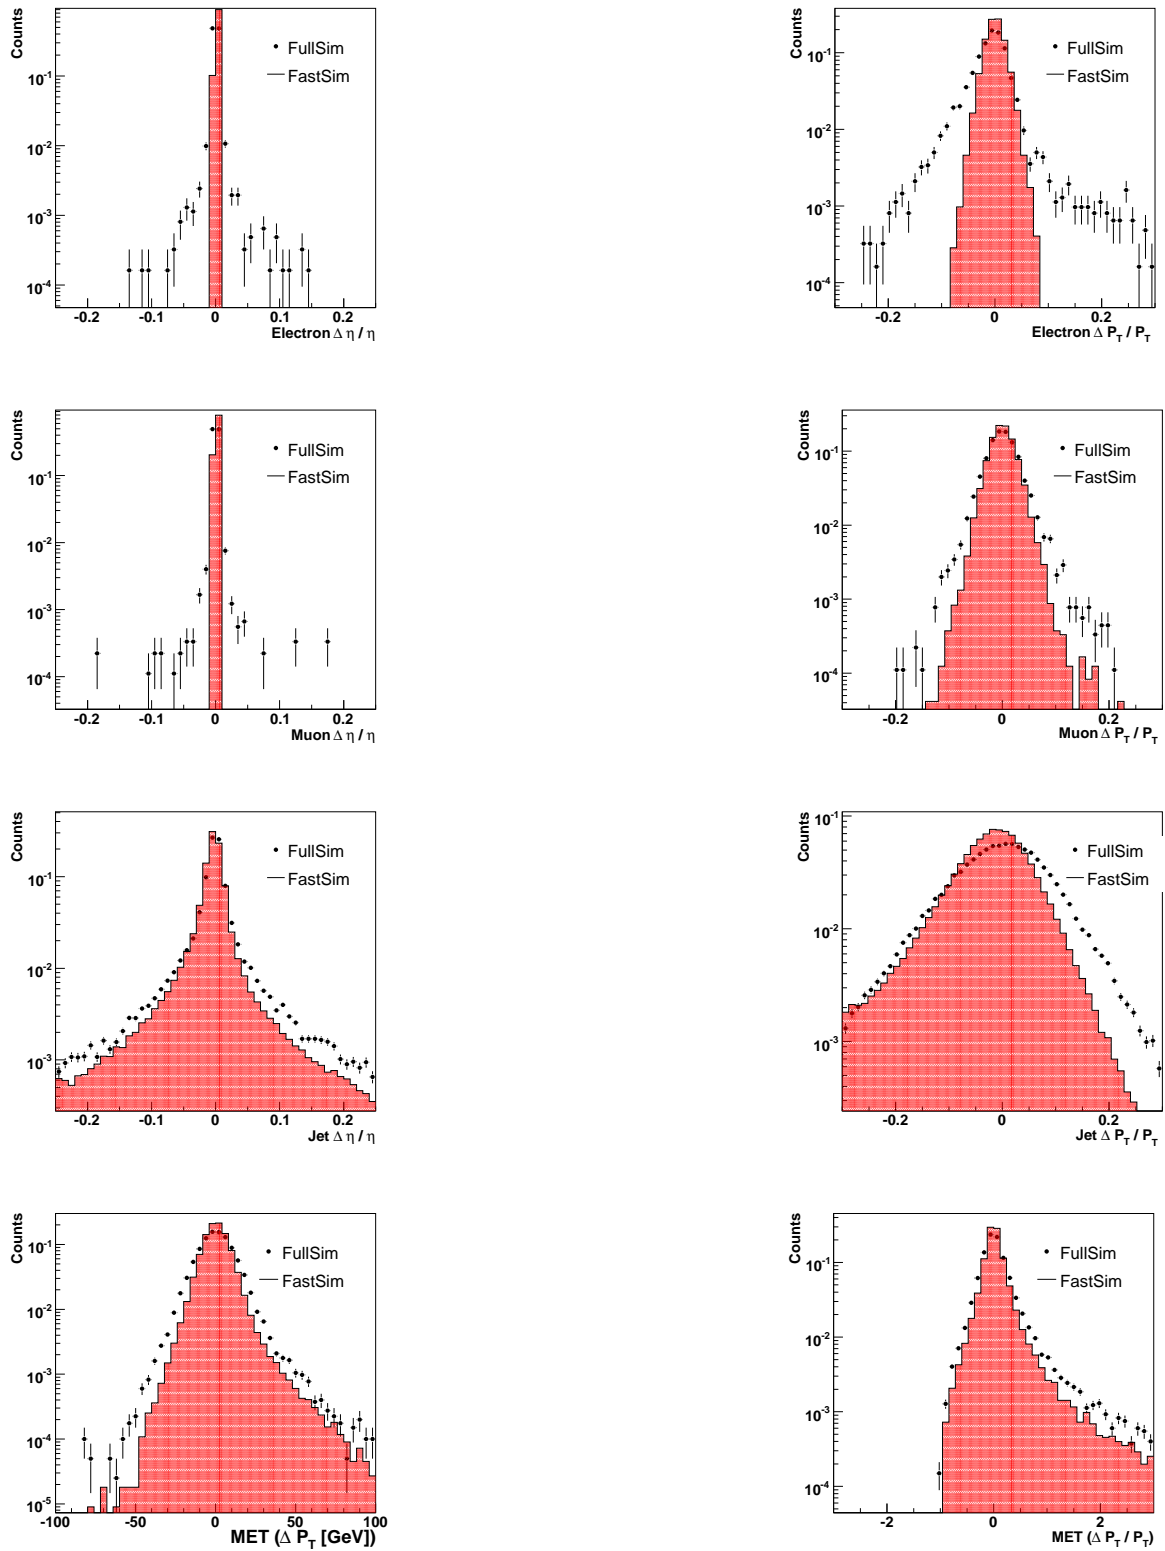 Counts
FullSim
FastSim
10⁻¹
10⁻²
10⁻³
10⁻⁴
-0.2 -0.1 0 0.1 0.2
Electron Δ η / η
Counts
FullSim
FastSim
10⁻¹
10⁻²
10⁻³
10⁻⁴
-0.2 0 0.2
Electron Δ P_T / P_T
Counts
FullSim
FastSim
10⁻¹
10⁻²
10⁻³
10⁻⁴
-0.2 -0.1 0 0.1 0.2
Muon Δ η / η
Counts
FullSim
FastSim
10⁻¹
10⁻²
10⁻³
10⁻⁴
-0.2 0 0.2
Muon Δ P_T / P_T
Counts
FullSim
FastSim
10⁻¹
10⁻²
10⁻³
-0.2 -0.1 0 0.1 0.2
Jet Δ η / η
Counts
10⁻¹
FullSim
FastSim
10⁻²
10⁻³
-0.2 0 0.2
Jet Δ P_T / P_T
Counts
10⁻¹
FullSim
FastSim
10⁻²
10⁻³
10⁻⁴
10⁻⁵
-100 -50 0 50 100
MET (Δ P_T [GeV])
Counts
FullSim
10⁻¹
FastSim
10⁻²
10⁻³
10⁻⁴
-2 0 2
MET (Δ P_T / P_T)